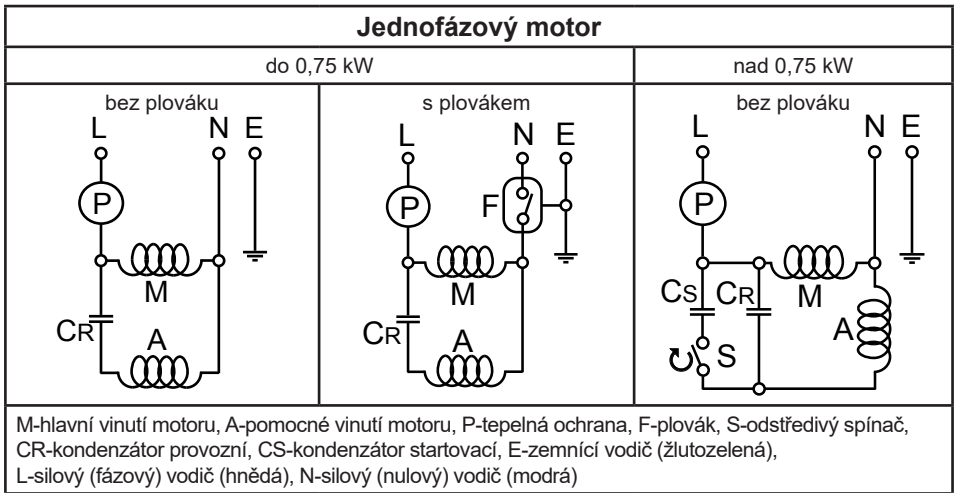 Jednofázový motor
do 0,75 kW
nad 0,75 kW
bez plováku
s plovákem
bez plováku
L N E
P
M
CR
A
L N E
P F
M
CR
A
L N E
P
CS CR M
A
S
M-hlavní vinutí motoru, A-pomocné vinutí motoru, P-tepelná ochrana, F-plovák, S-odstředivý spínač,
CR-kondenzátor provozní, CS-kondenzátor startovací, E-zemnící vodič (žlutozelená),
L-silový (fázový) vodič (hnědá), N-silový (nulový) vodič (modrá)